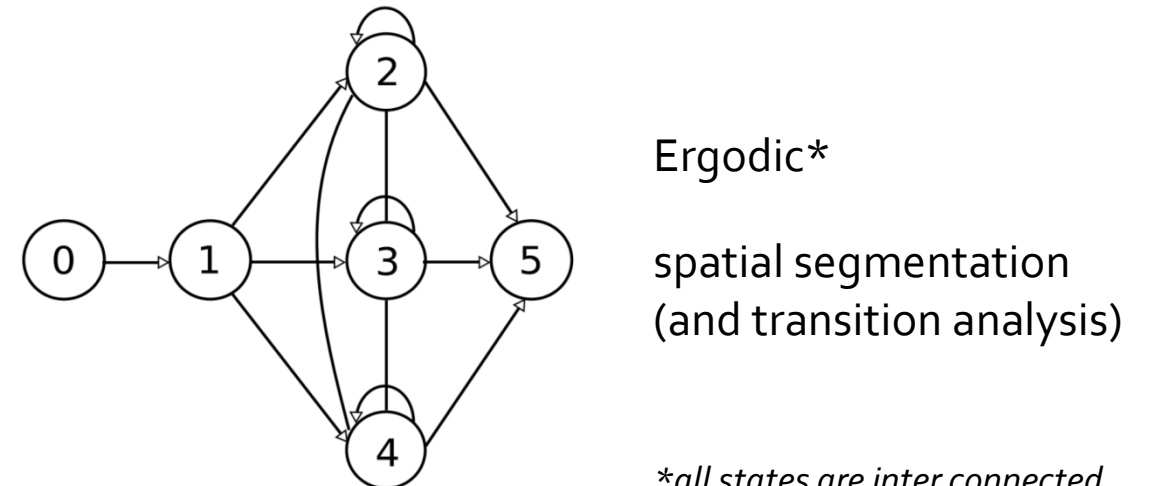 2
0
1
3
5
4
Ergodic*
spatial segmentation
(and transition analysis)
*all states are inter connected